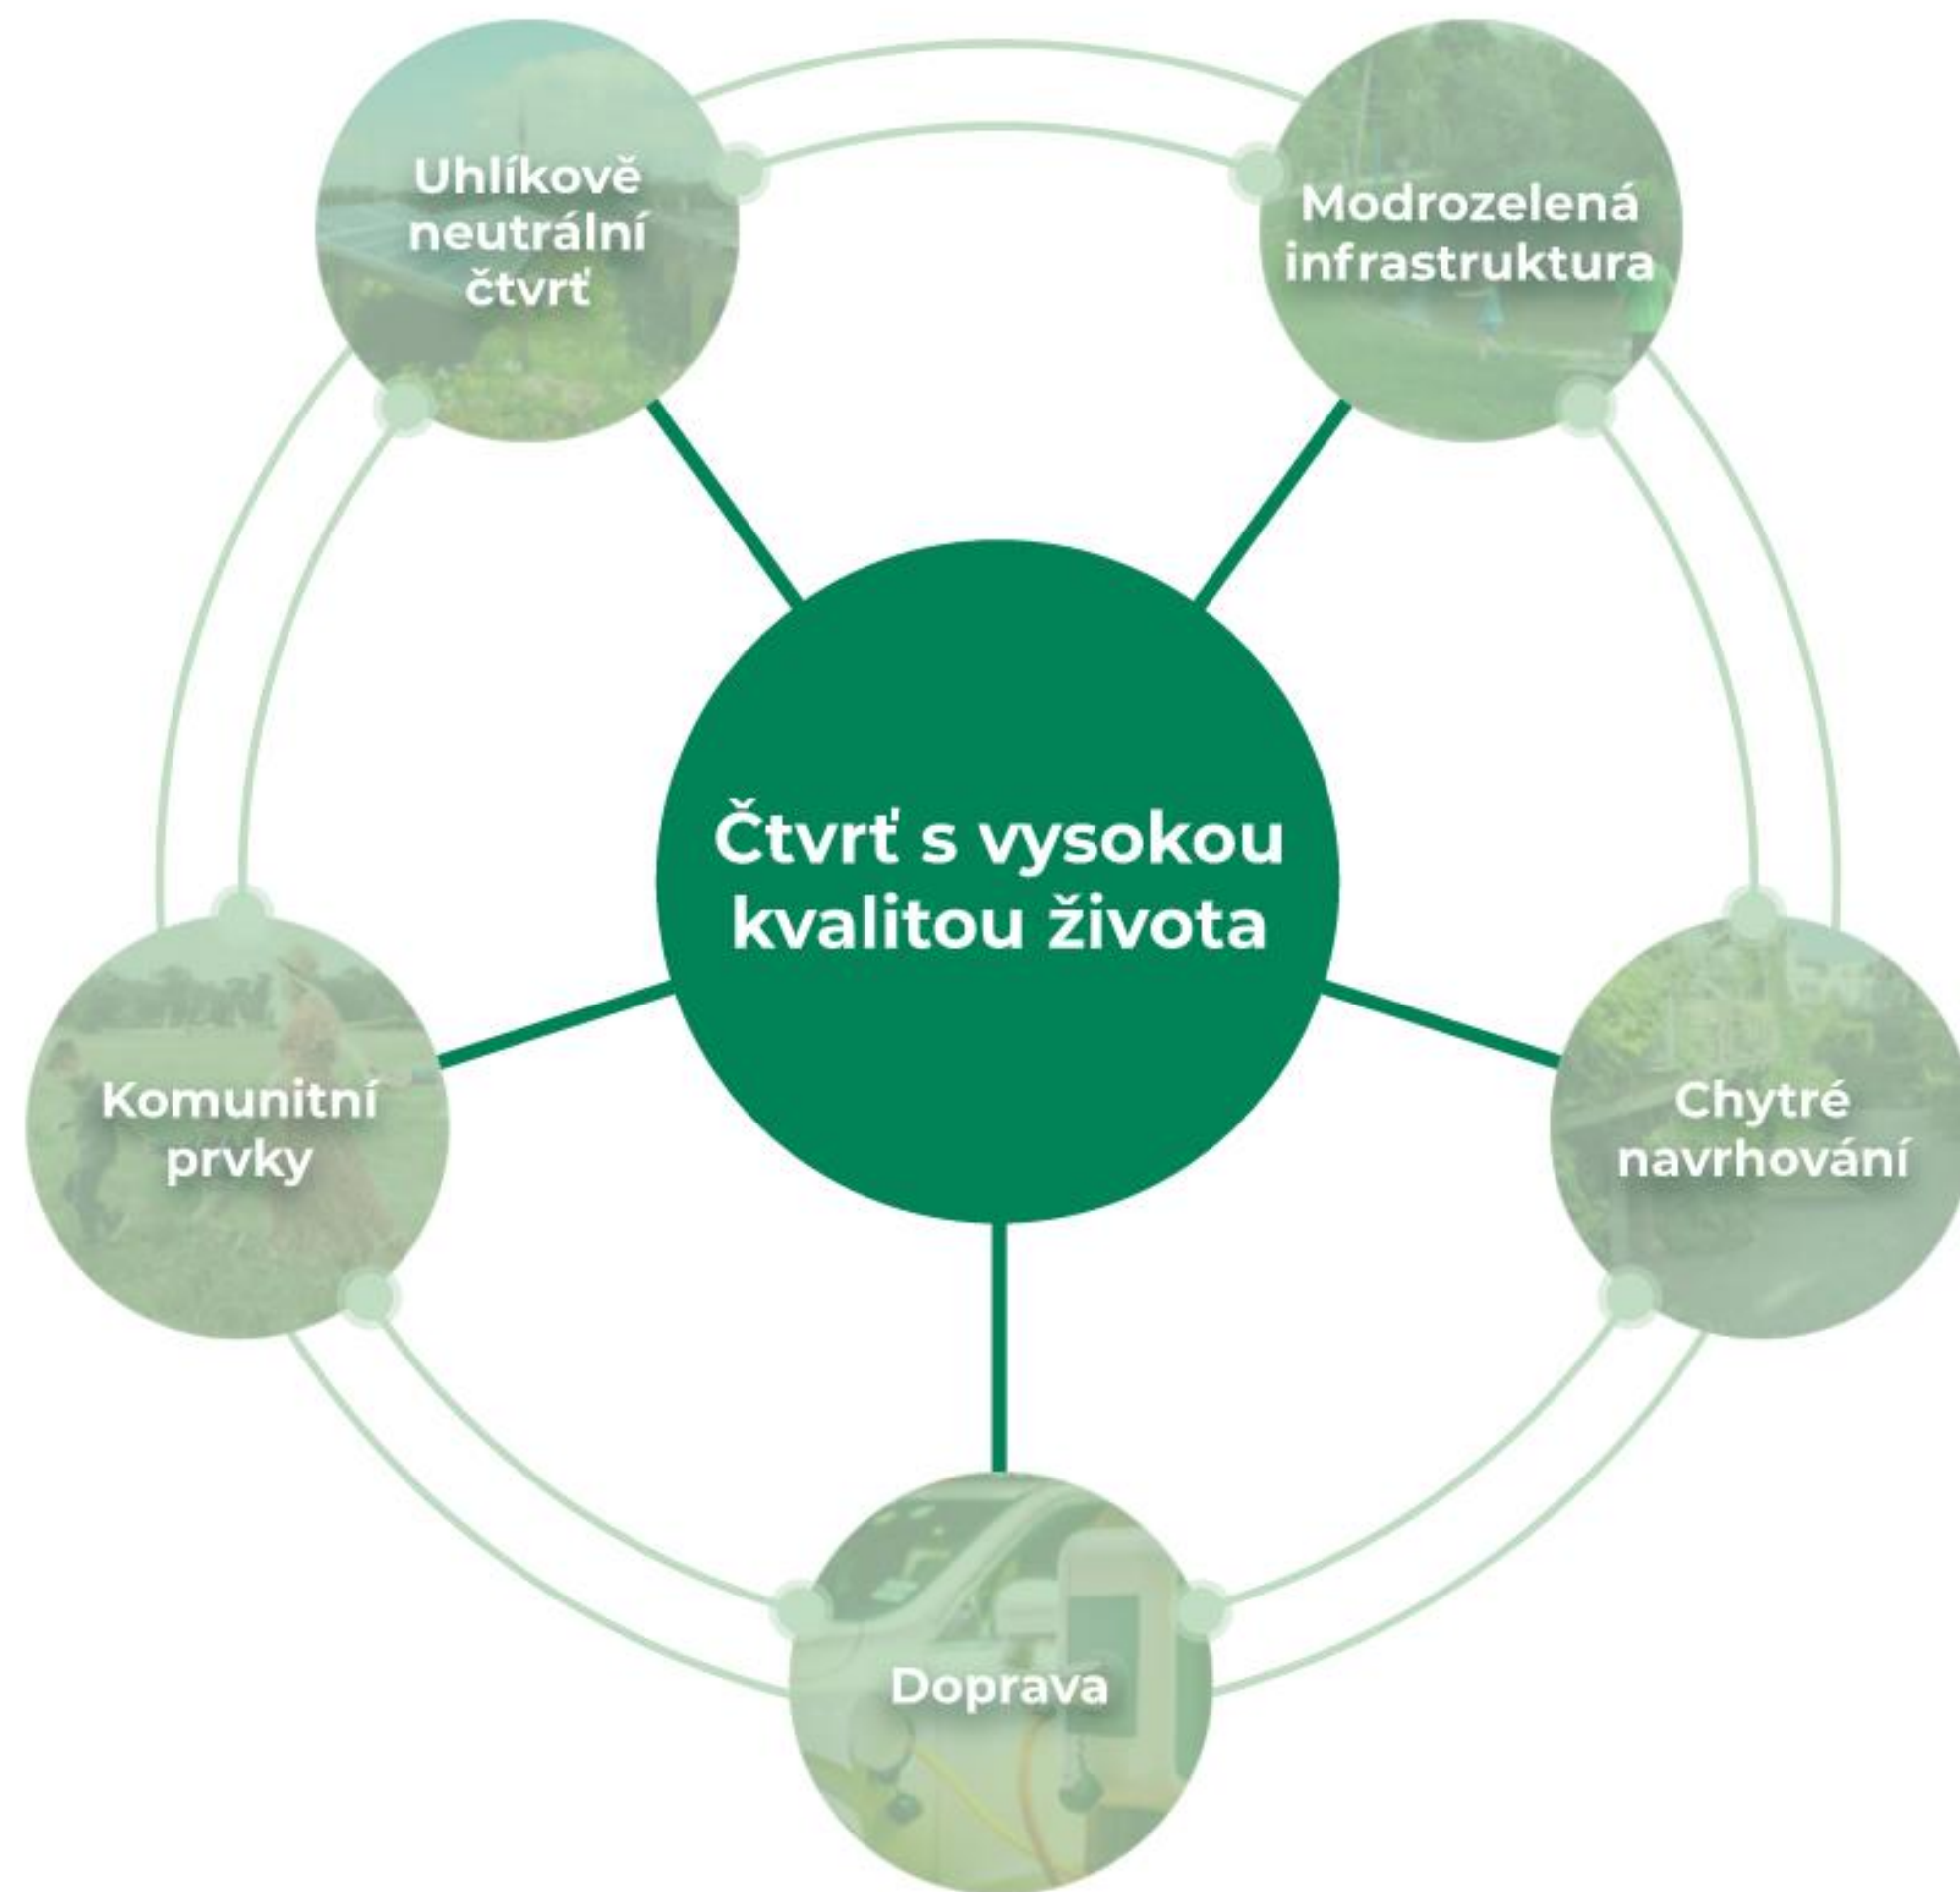 Uhlíkově
neutrální
čtvrť
Modrozelená
infrastruktura
Čtvrť s vysokou
kvalitou života
Komunitní
prvky
Chytré
navrhování
Doprava